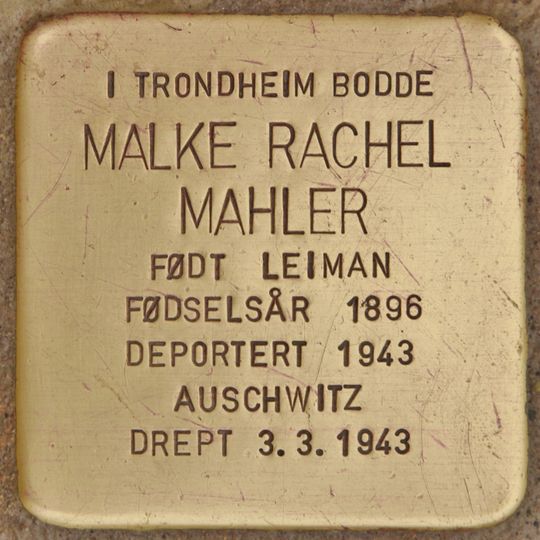 I TRONDHEIM BODDE
MALKE RACHEL
MAHLER
FØDT LEIMAN
FØDSELSÅR 1896
DEPORTERT 1943
AUSCHWITZ
DREPT 3.3.1943